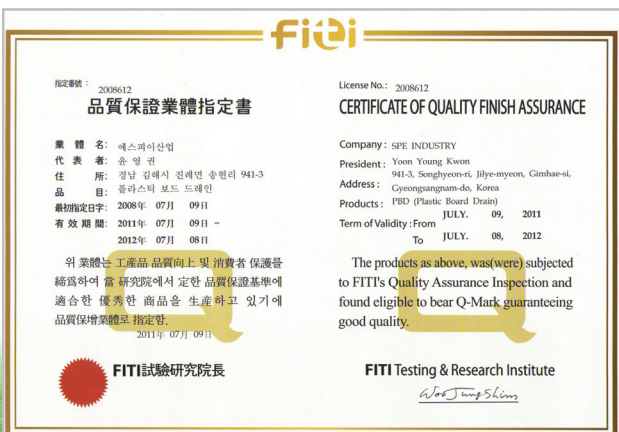 fiti
指定番號 : 2008612
品質保證業體指定書
業 體 名: 에스피이산업
代 表 者: 윤 영 권
住 所: 경남 김해시 진례면 송현리 941-3
品 目: 플라스틱 보드 드레인
最初指定日字: 2008年 07月 09日
有 效 期 間: 2011年 07月 09日 ~
2012年 07月 08日
위 業體는 工産品 品質向上 및 消費者 保護를
締爲하여 當 硏究院에서 定한 品質保證基準에
適合한 優秀한 商品을 生産하고 있기에
品質保增業體로 指定함.
2011年 07月 09日
FITI試驗硏究院長
License No.: 2008612
CERTIFICATE OF QUALITY FINISH ASSURANCE
Company : SPE INDUSTRY
President : Yoon Young Kwon
Address : 941-3, Songhyeon-ri, Jilye-myeon, Gimhae-si,
Gyeongsangnam-do, Korea
Products : PBD (Plastic Board Drain)
Term of Validity : From JULY. 09, 2011
To JULY. 08, 2012
The products as above, was(were) subjected
to FITI's Quality Assurance Inspection and
found eligible to bear Q-Mark guaranteeing
good quality.
FITI Testing & Research Institute
Woo Jung Shim